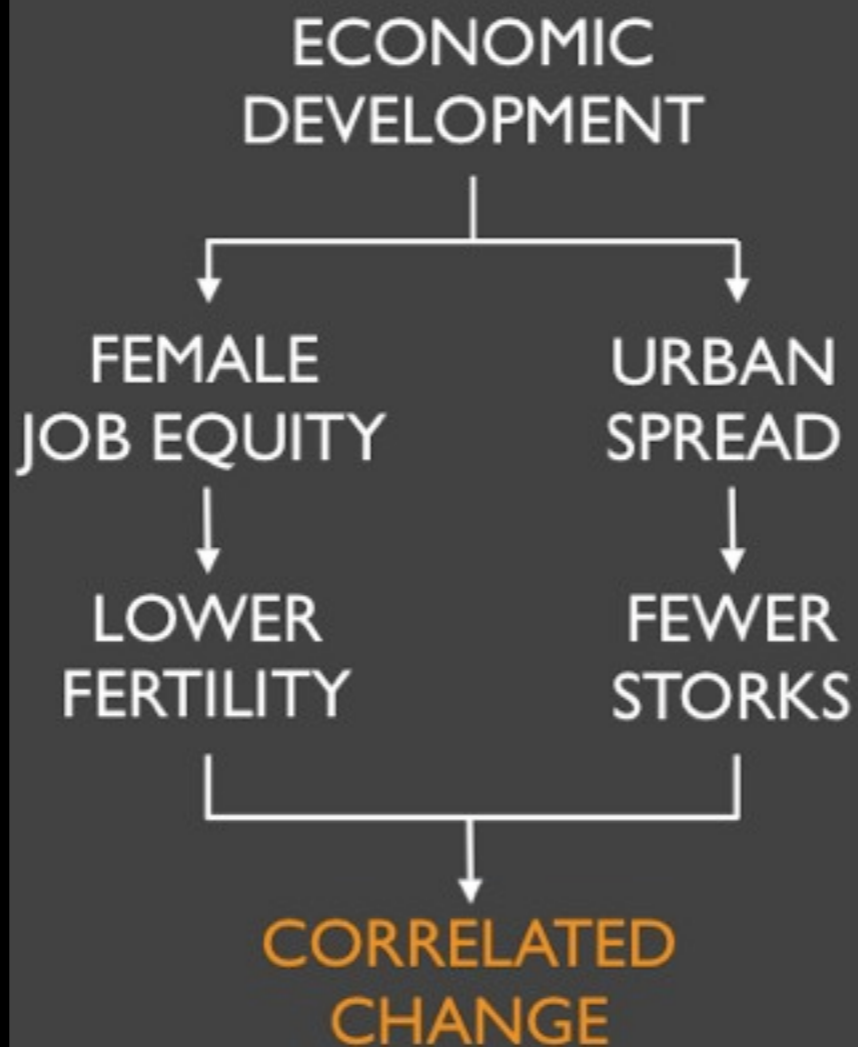 ECONOMIC
DEVELOPMENT
FEMALE
JOB EQUITY
URBAN
SPREAD
LOWER
FERTILITY
FEWER
STORKS
CORRELATED
CHANGE